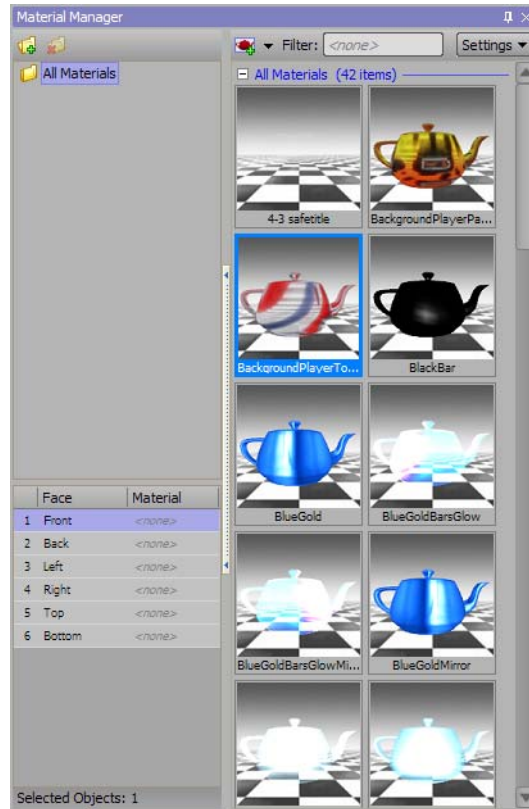 Material Manager
Filter: <none> Settings
All Materials
All Materials (42 items)
4-3 safetitle
BackgroundPlayerPa...
BackgroundPlayerTo...
BlackBar
BlueGold
BlueGoldBarsGlow
BlueGoldBarsGlowMi...
BlueGoldMirror
Face Material
1 Front <none>
2 Back <none>
3 Left <none>
4 Right <none>
5 Top <none>
6 Bottom <none>
Selected Objects: 1